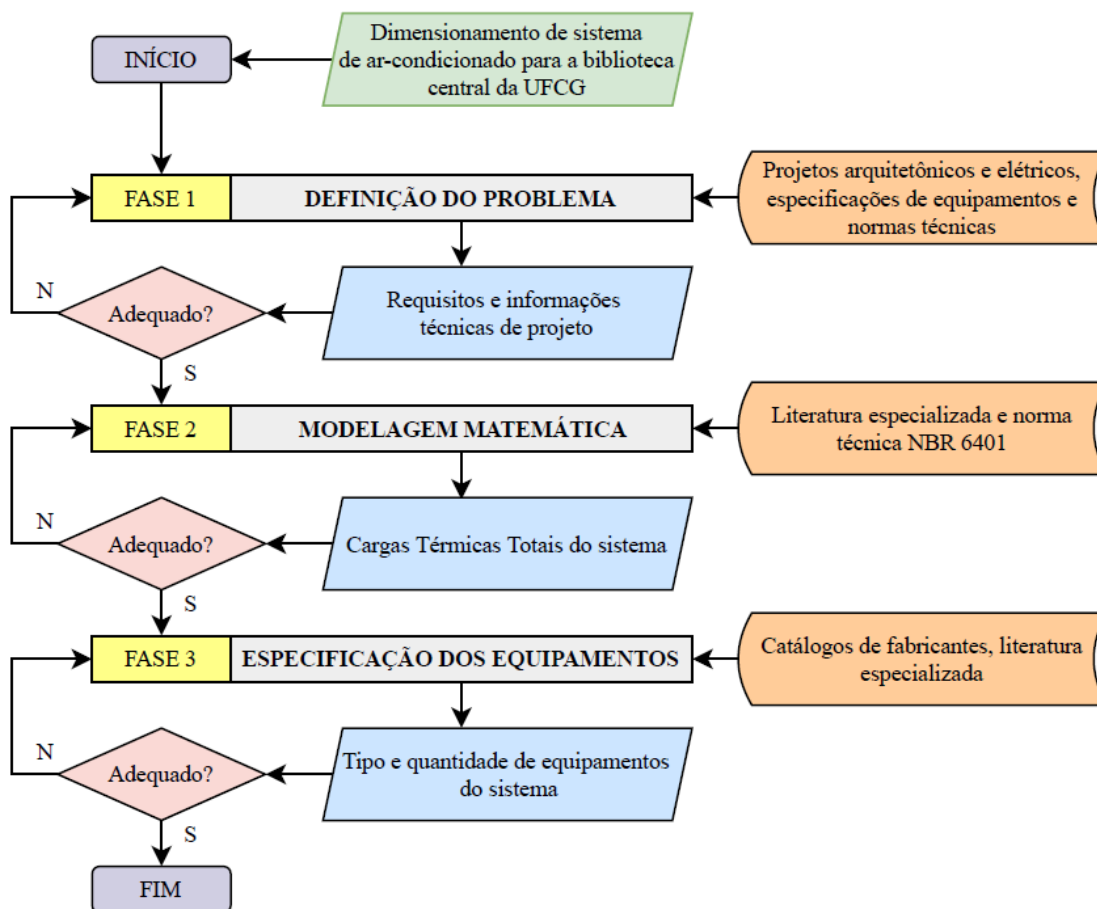 INÍCIO
Dimensionamento de sistema
de ar-condicionado para a biblioteca
central da UFCG
FASE 1
DEFINIÇÃO DO PROBLEMA
Projetos arquitetônicos e elétricos,
especificações de equipamentos e
normas técnicas
N
Adequado?
Requisitos e informações
técnicas de projeto
S
FASE 2
MODELAGEM MATEMÁTICA
Literatura especializada e norma
técnica NBR 6401
N
Adequado?
Cargas Térmicas Totais do sistema
S
FASE 3
ESPECIFICAÇÃO DOS EQUIPAMENTOS
Catálogos de fabricantes, literatura
especializada
N
Adequado?
Tipo e quantidade de equipamentos
do sistema
S
FIM